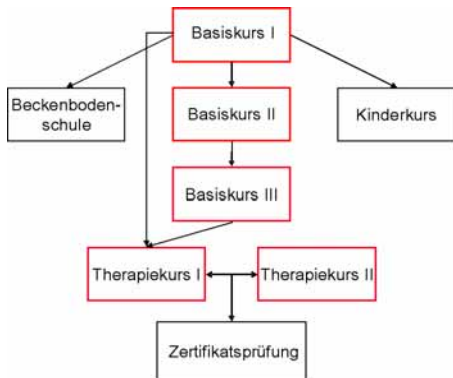 Basiskurs I
Beckenboden-
schule
Basiskurs II
Kinderkurs
Basiskurs III
Therapiekurs I
Therapiekurs II
Zertifikatsprüfung